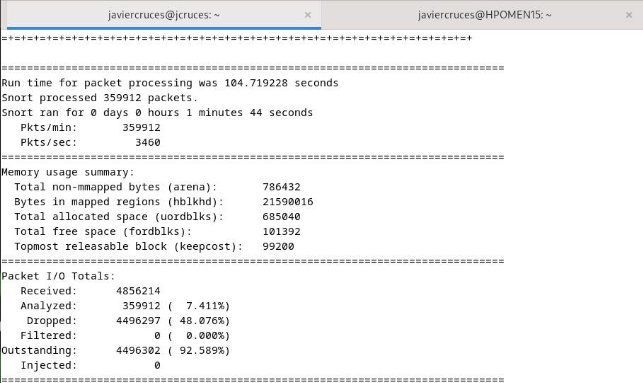 javiercruces@jcruces: ~ × javiercruces@HPOMEN15: ~ ×
=+=+=+=+=+=+=+=+=+=+=+=+=+=+=+=+=+=+=+=+=+=+=+=+=+=+=+=+=+=+=+=+=+=+=+=+=+
===============================================================================
Run time for packet processing was 104.719228 seconds
Snort processed 359912 packets.
Snort ran for 0 days 0 hours 1 minutes 44 seconds
   Pkts/min:       359912
   Pkts/sec:         3460
===============================================================================
Memory usage summary:
  Total non-mmapped bytes (arena):       786432
  Bytes in mapped regions (hblkhd):      21590016
  Total allocated space (uordblks):      685040
  Total free space (fordblks):           101392
  Topmost releasable block (keepcost):   99200
===============================================================================
Packet I/O Totals:
   Received:      4856214
   Analyzed:       359912 (  7.411%)
    Dropped:      4496297 ( 48.076%)
   Filtered:            0 (  0.000%)
Outstanding:      4496302 ( 92.589%)
   Injected:            0
===============================================================================